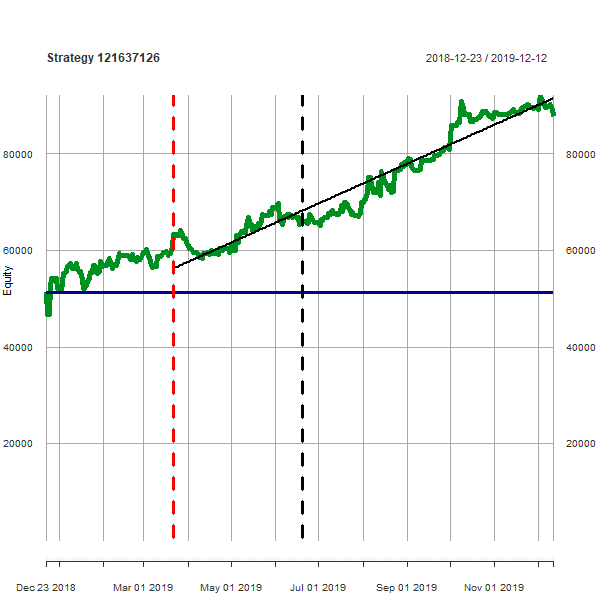 Strategy 121637126
2018-12-23 / 2019-12-12
80000 80000
60000 60000
Equity
40000 40000
20000 20000
Dec 23 2018 Mar 01 2019 May 01 2019 Jul 01 2019 Sep 01 2019 Nov 01 2019